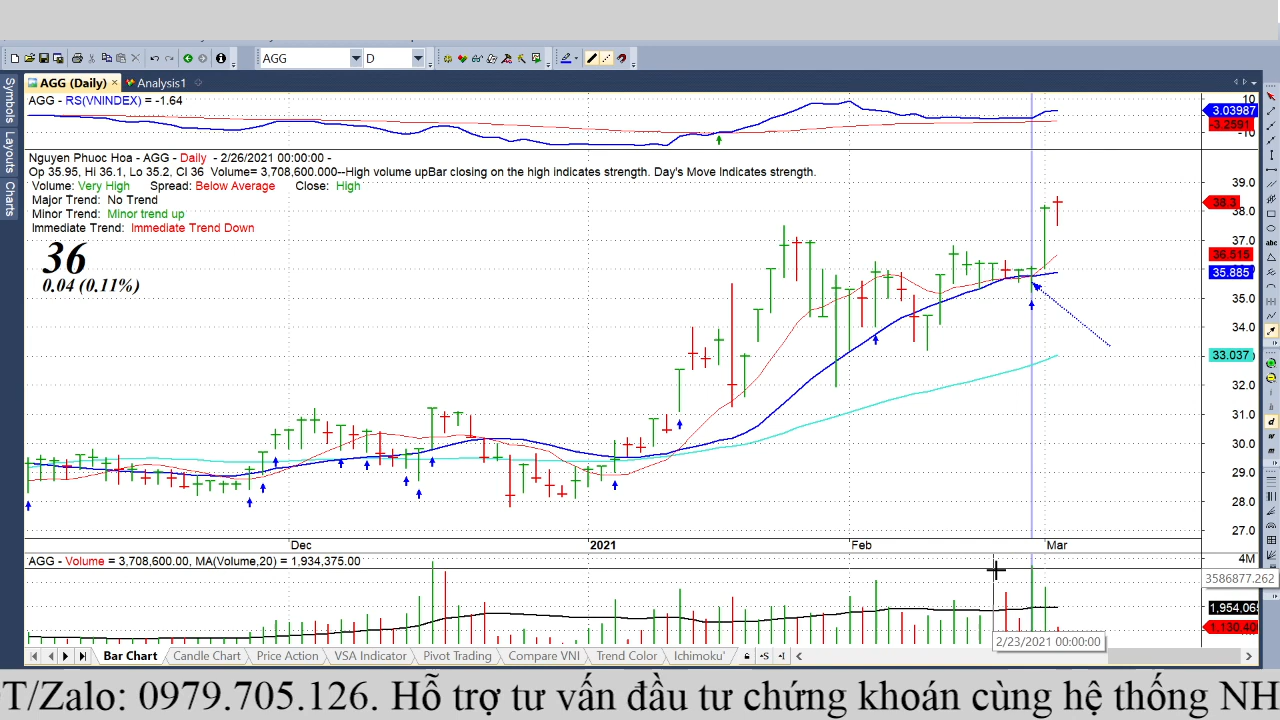 AGG
D
Symbols
Layouts
Charts
AGG (Daily)
Analysis1
AGG - RS(VNINDEX) = -1.64
10
3.03987
-3.2591
-10
Nguyen Phuoc Hoa - AGG - Daily - 2/26/2021 00:00:00 -
Op 35.95, Hi 36.1, Lo 35.2, Cl 36 Volume= 3,708,600.000--High volume upBar closing on the high indicates strength. Day's Move Indicates strength.
Volume: Very High Spread: Below Average Close: High
Major Trend: No Trend
Minor Trend: Minor trend up
Immediate Trend: Immediate Trend Down
36
0.04 (0.11%)
39.0
38.3
38.0
37.0
36.515
35.885
35.0
34.0
33.037
32.0
31.0
30.0
29.0
28.0
27.0
Dec
2021
Feb
Mar
AGG - Volume = 3,708,600.00, MA(Volume,20) = 1,934,375.00
4M
3586877.262
1,954,065
1,130,40
2/23/2021 00:00:00
Bar Chart
Candle Chart
Price Action
VSA Indicator
Pivot Trading
Compare VNI
Trend Color
Ichimoku'
T/Zalo: 0979.705.126. Hỗ trợ tư vấn đầu tư chứng khoán cùng hệ thống NH